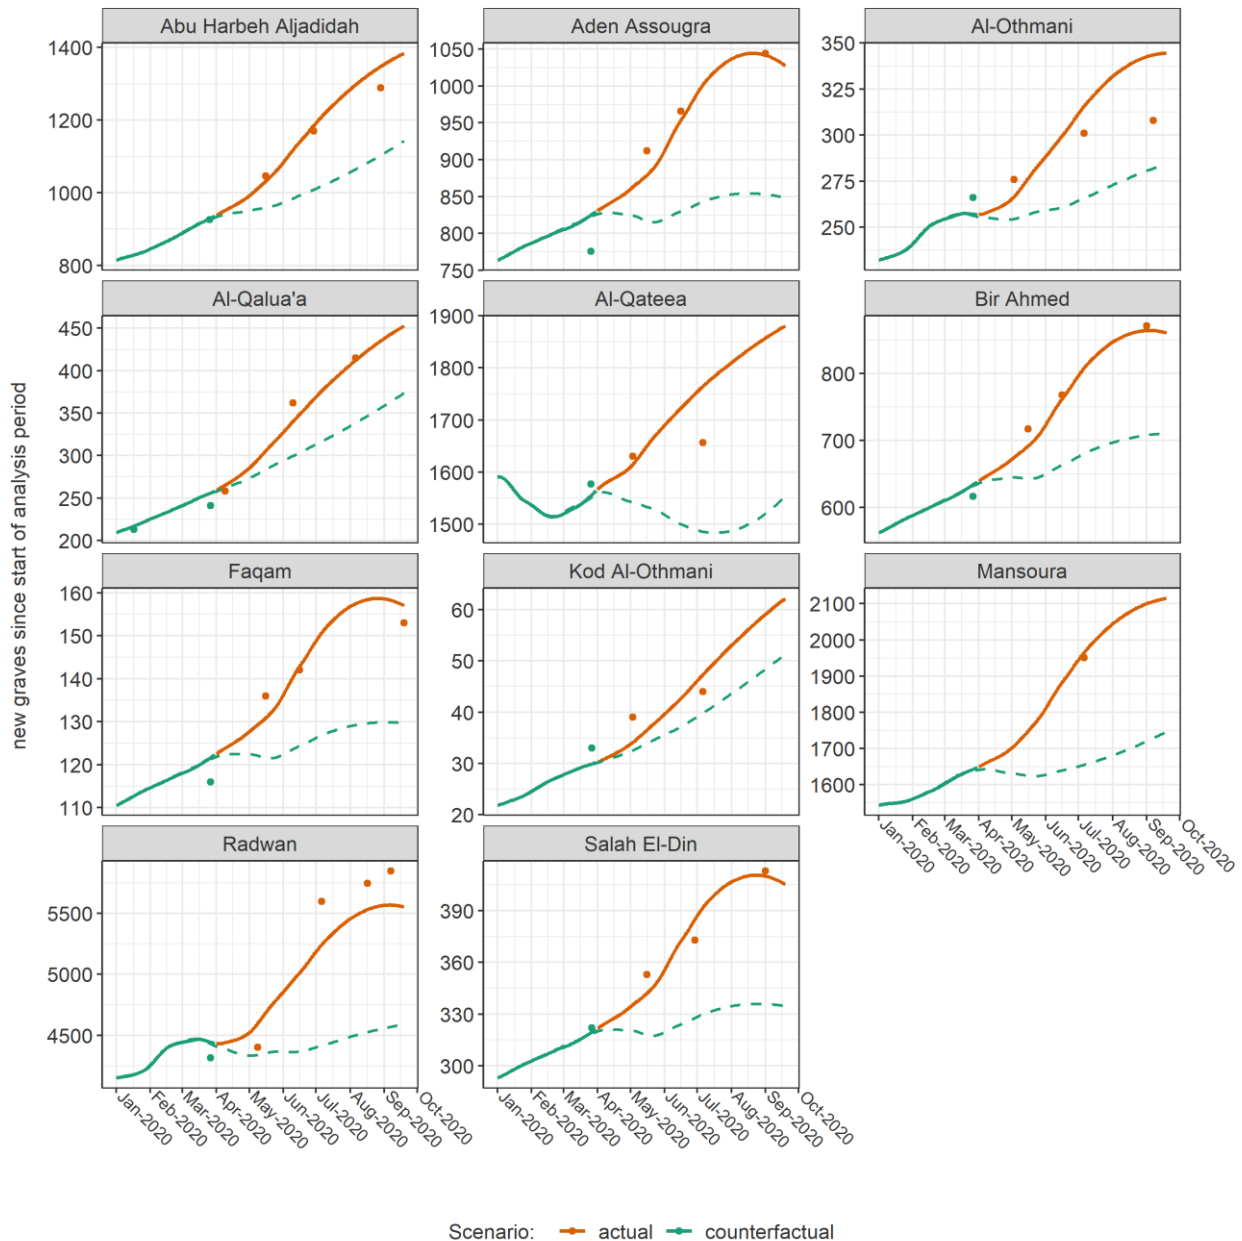 Abu Harbeh Aljadidah
Aden Assougra
Al-Othmani
1400
1200
1000
800
1050
1000
950
900
850
800
750
350
325
300
275
250
Al-Qalua'a
Al-Qateea
Bir Ahmed
450
400
350
300
250
200
1900
1800
1700
1600
1500
800
700
600
new graves since start of analysis period
Faqam
Kod Al-Othmani
Mansoura
160
150
140
130
120
110
60
50
40
30
20
2100
2000
1900
1800
1700
1600
Jan-2020
Feb-2020
Mar-2020
Apr-2020
May-2020
Jun-2020
Jul-2020
Aug-2020
Sep-2020
Oct-2020
Radwan
Salah El-Din
5500
5000
4500
390
360
330
300
Jan-2020
Feb-2020
Mar-2020
Apr-2020
May-2020
Jun-2020
Jul-2020
Aug-2020
Sep-2020
Oct-2020
Jan-2020
Feb-2020
Mar-2020
Apr-2020
May-2020
Jun-2020
Jul-2020
Aug-2020
Sep-2020
Oct-2020
Scenario: actual counterfactual